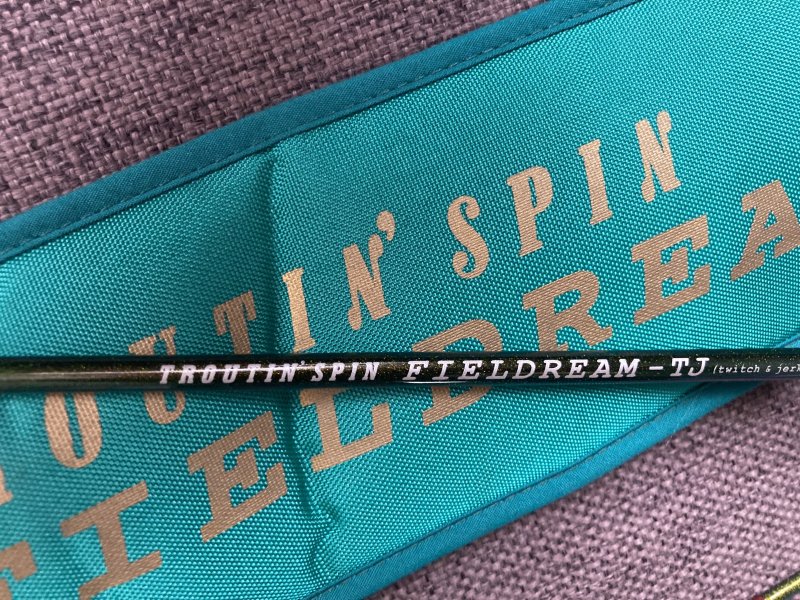 TROUTIN' SPIN
FIELDREA
TROUTIN' SPIN FIELDREAM-TJ (twitch & jerk